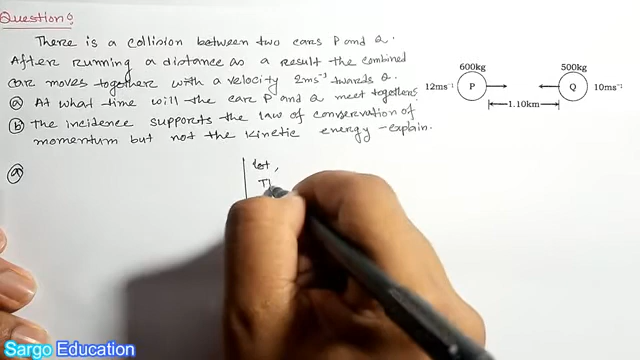 Question:
There is a collision between two cars P and Q.
After running a distance as a result the combined
car moves together with a velocity 2ms⁻¹ towards Q.
ⓐ At what time will the car P and Q meet together?
ⓑ The incidence supports the law of conservation of
momentum but not the kinetic energy - explain.
600kg 500kg
12ms⁻¹ P Q 10ms⁻¹
1.10km
ⓐ let,
Sargo Education